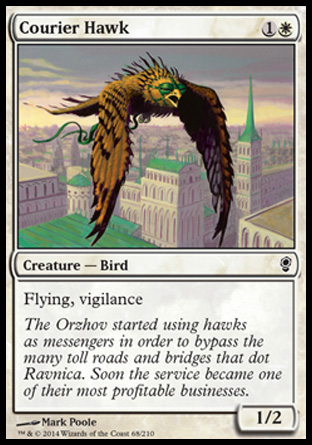 Courier Hawk 1
Creature — Bird
Flying, vigilance
The Orzhov started using hawks
as messengers in order to bypass the
many toll roads and bridges that dot
Ravnica. Soon the service became one
of their most profitable businesses.
Mark Poole
1/2
™ & © 2014 Wizards of the Coast 68/210